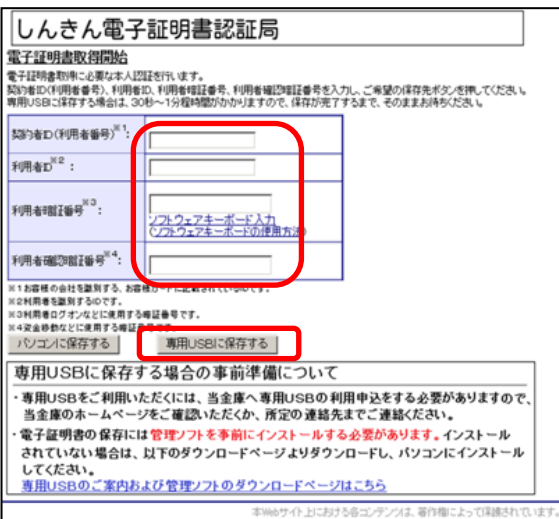 しんきん電子証明書認証局
電子証明書取得開始
電子証明書取得に必要な本人認証を行います。
契約者ID(利用者番号)、利用者ID、利用者暗証番号、利用者確認暗証番号を入力し、ご希望の保存先ボタンを押してください。
専用USBに保存する場合は、30秒～1分程時間がかかりますので、保存が完了するまで、そのままお待ちください。
契約者ID(利用者番号)※1:
利用者ID※2:
利用者暗証番号※3:
ソフトウェアキーボード入力
(ソフトウェアキーボードの使用方法)
利用者確認暗証番号※4:
※1お客様の会社を識別する、お客様カードに記載されているIDです。
※2利用者を識別するIDです。
※3利用者ログオンなどに使用する暗証番号です。
※4資金移動などに使用する暗証番号です。
パソコンに保存する 専用USBに保存する
専用USBに保存する場合の事前準備について
・専用USBをご利用いただくには、当金庫へ専用USBの利用申込をする必要がありますので、
当金庫のホームページをご確認いただくか、所定の連絡先までご連絡ください。
・電子証明書の保存には管理ソフトを事前にインストールする必要があります。インストール
されていない場合は、以下のダウンロードページよりダウンロードし、パソコンにインストール
してください。
専用USBのご案内および管理ソフトのダウンロードページはこちら
本Webサイト上における各コンテンツは、著作権によって保護されています。